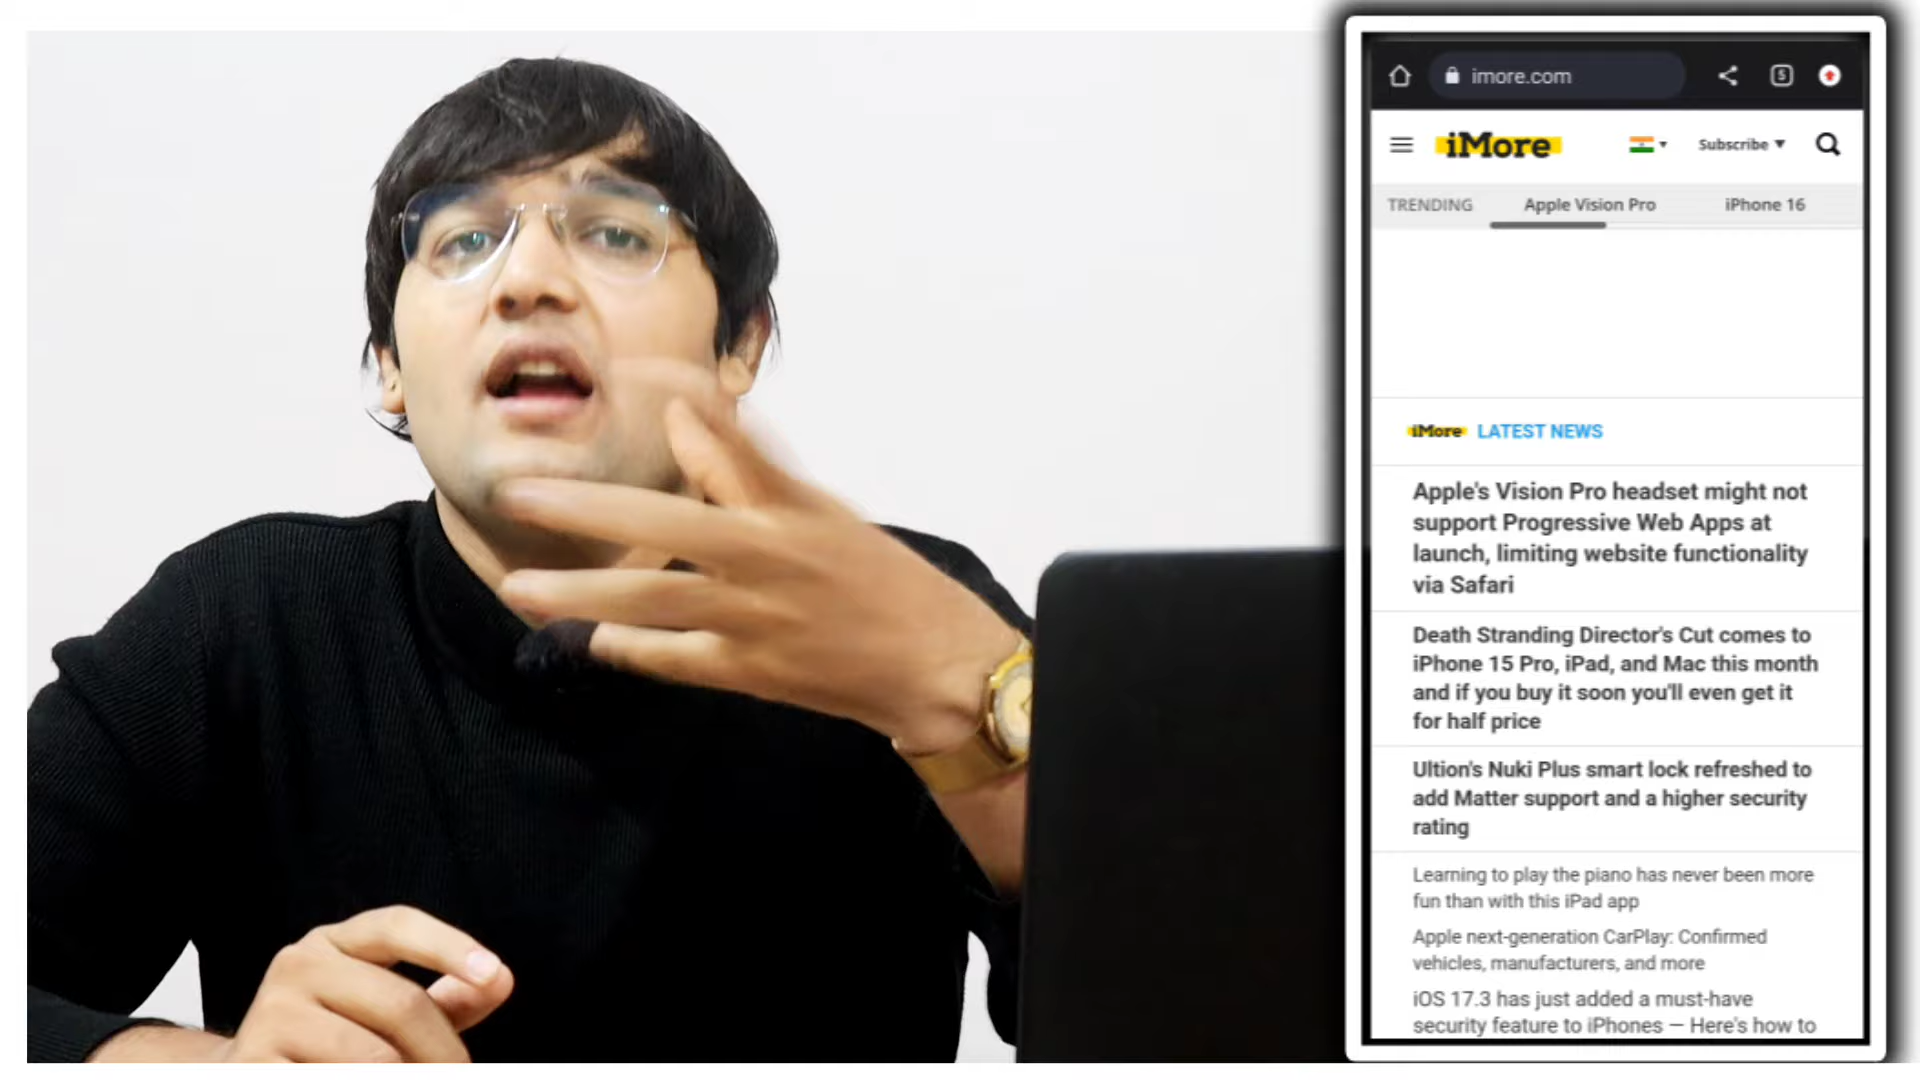 imore.com
5
iMore
Subscribe
TRENDING Apple Vision Pro iPhone 16
iMore LATEST NEWS
Apple's Vision Pro headset might not
support Progressive Web Apps at
launch, limiting website functionality
via Safari
Death Stranding Director's Cut comes to
iPhone 15 Pro, iPad, and Mac this month
and if you buy it soon you'll even get it
for half price
Ultion's Nuki Plus smart lock refreshed to
add Matter support and a higher security
rating
Learning to play the piano has never been more
fun than with this iPad app
Apple next-generation CarPlay: Confirmed
vehicles, manufacturers, and more
iOS 17.3 has just added a must-have
security feature to iPhones — Here's how to